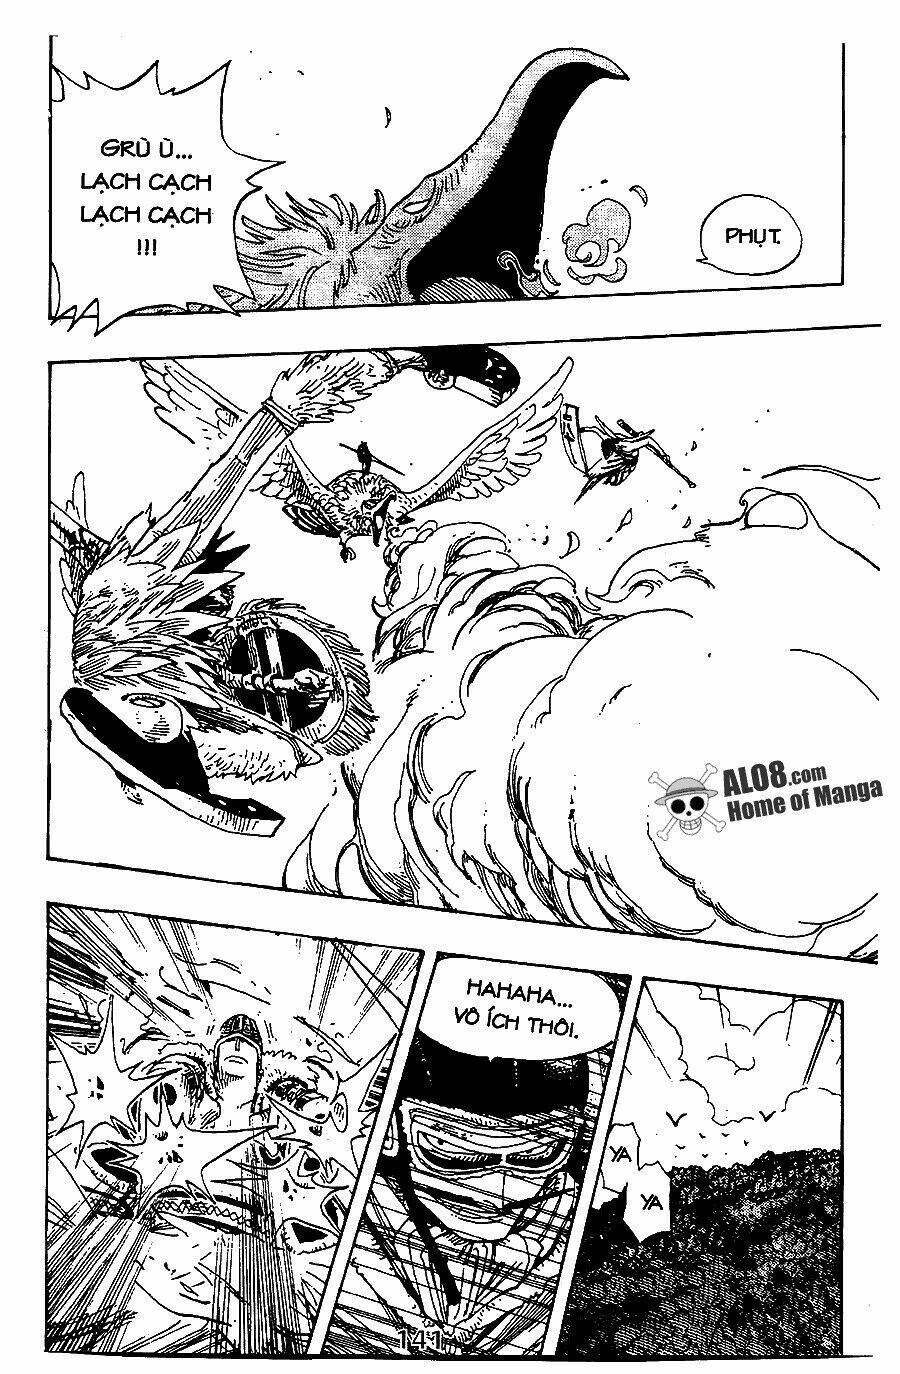 GRÙ Ù...
LẠCH CẠCH
LẠCH CẠCH
!!!
PHỤT.
ALO8.com
Home of Manga
HAHAHA...
VÔ ÍCH THÔI.
YA
YA
141